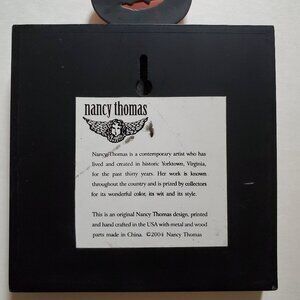 nancy thomas
Nancy Thomas is a contemporary artist who has
lived and created in historic Yorktown, Virginia,
for the past thirty years. Her work is known
throughout the country and is prized by collectors
for its wonderful color, its wit and its style.
This is an original Nancy Thomas design, printed
and hand crafted in the USA with metal and wood
parts made in China. ©2004 Nancy Thomas